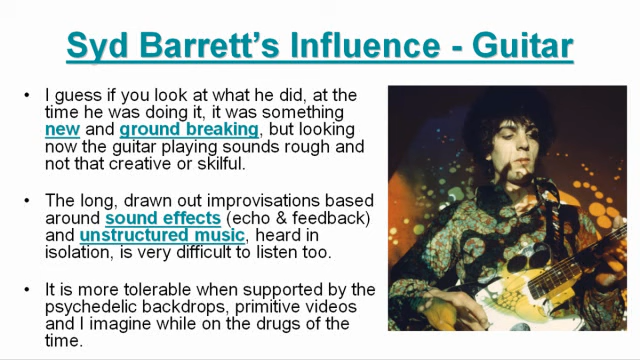 Syd Barrett's Influence - Guitar
• I guess if you look at what he did, at the
time he was doing it, it was something
new and ground breaking, but looking
now the guitar playing sounds rough and
not that creative or skilful.
• The long, drawn out improvisations based
around sound effects (echo & feedback)
and unstructured music, heard in
isolation, is very difficult to listen too.
• It is more tolerable when supported by the
psychedelic backdrops, primitive videos
and I imagine while on the drugs of the
time.